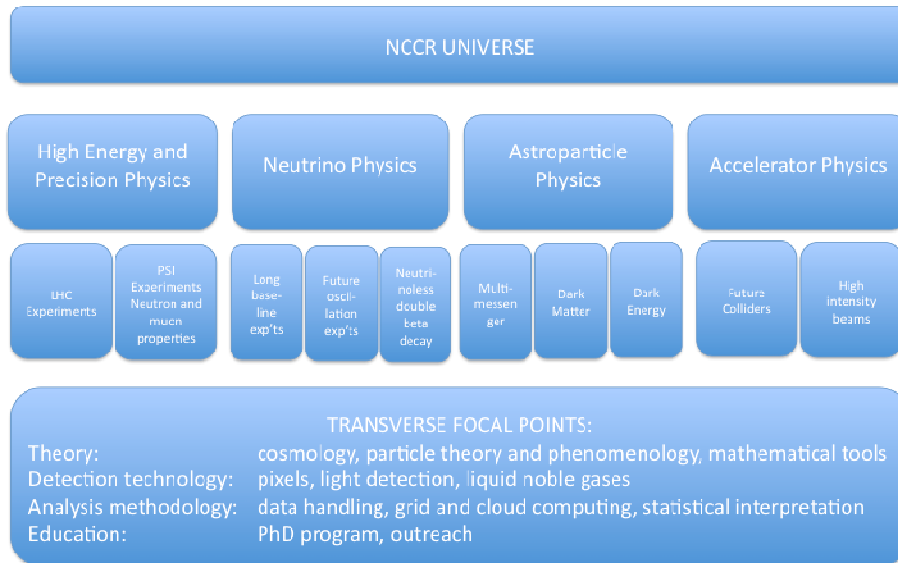 NCCR UNIVERSE
High Energy and
Precision Physics
Neutrino Physics
Astroparticle
Physics
Accelerator Physics
LHC
Experiments
PSI
Experiments
Neutron and
muon
properties
Long
base-
line
exp'ts
Future
oscil-
lation
exp'ts
Neutri-
noless
double
beta
decay
Multi-
messen
ger
Dark
Matter
Dark
Energy
Future
Colliders
High
intensity
beams
TRANSVERSE FOCAL POINTS:
Theory: cosmology, particle theory and phenomenology, mathematical tools
Detection technology: pixels, light detection, liquid noble gases
Analysis methodology: data handling, grid and cloud computing, statistical interpretation
Education: PhD program, outreach